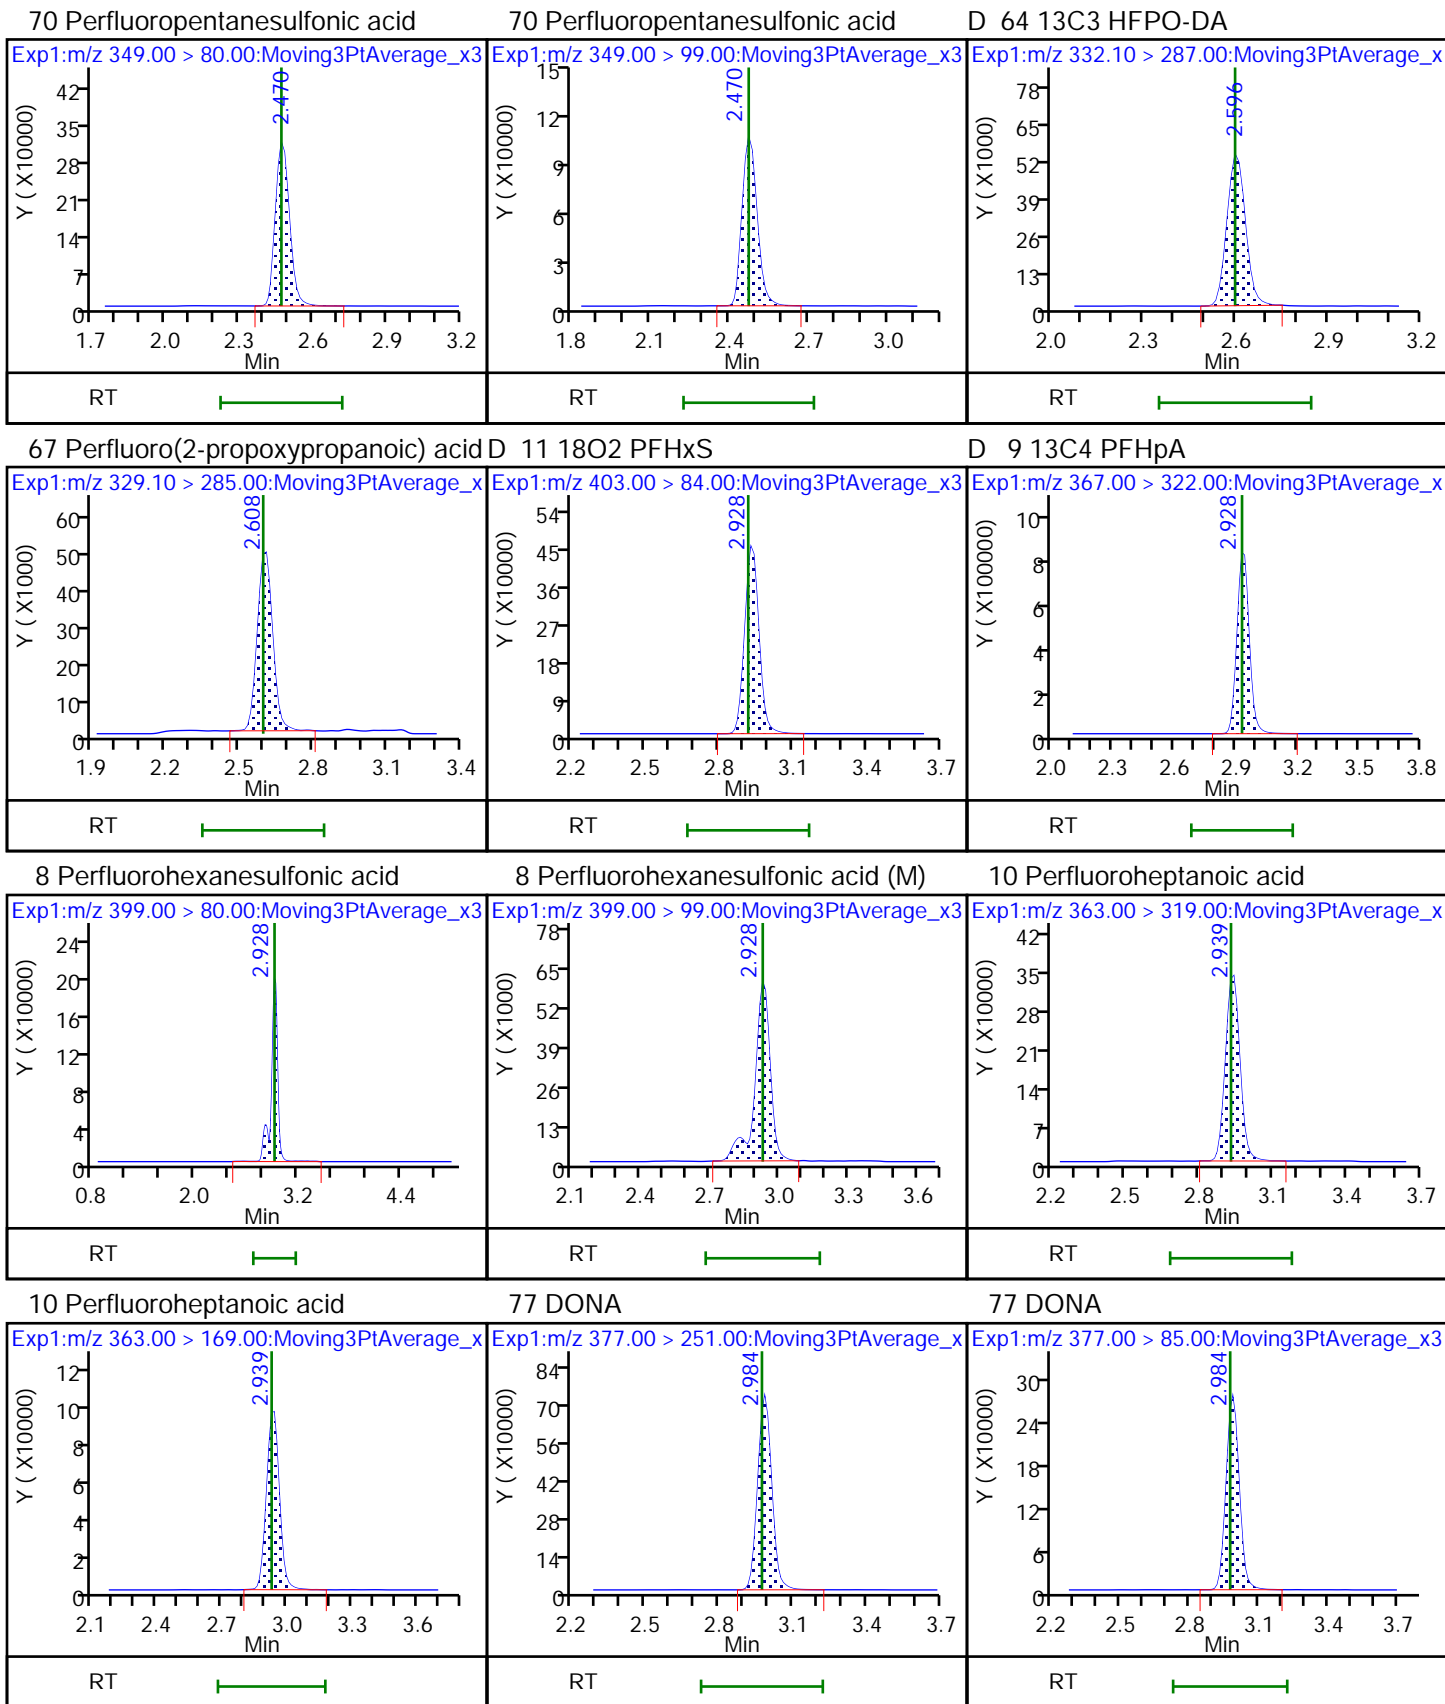 70 Perfluoropentanesulfonic acid
Exp1:m/z 349.00 > 80.00:Moving3PtAverage_x3
2.470
42
35
28
21
14
7
0
Y ( X10000)
1.7 2.0 2.3 2.6 2.9 3.2
Min
RT
70 Perfluoropentanesulfonic acid
Exp1:m/z 349.00 > 99.00:Moving3PtAverage_x3
2.470
15
12
9
6
3
0
Y ( X10000)
1.8 2.1 2.4 2.7 3.0
Min
RT
D 64 13C3 HFPO-DA
Exp1:m/z 332.10 > 287.00:Moving3PtAverage_x
2.596
78
65
52
39
26
13
0
Y ( X1000)
2.0 2.3 2.6 2.9 3.2
Min
RT
67 Perfluoro(2-propoxypropanoic) acid
Exp1:m/z 329.10 > 285.00:Moving3PtAverage_x
2.608
60
50
40
30
20
10
0
Y ( X1000)
1.9 2.2 2.5 2.8 3.1 3.4
Min
RT
D 11 18O2 PFHxS
Exp1:m/z 403.00 > 84.00:Moving3PtAverage_x3
2.928
54
45
36
27
18
9
0
Y ( X10000)
2.2 2.5 2.8 3.1 3.4 3.7
Min
RT
D 9 13C4 PFHpA
Exp1:m/z 367.00 > 322.00:Moving3PtAverage_x
2.928
10
8
6
4
2
0
Y ( X100000)
2.0 2.3 2.6 2.9 3.2 3.5 3.8
Min
RT
8 Perfluorohexanesulfonic acid
Exp1:m/z 399.00 > 80.00:Moving3PtAverage_x3
2.928
24
20
16
12
8
4
0
Y ( X10000)
0.8 2.0 3.2 4.4
Min
RT
8 Perfluorohexanesulfonic acid (M)
Exp1:m/z 399.00 > 99.00:Moving3PtAverage_x3
2.928
78
65
52
39
26
13
0
Y ( X1000)
2.1 2.4 2.7 3.0 3.3 3.6
Min
RT
10 Perfluoroheptanoic acid
Exp1:m/z 363.00 > 319.00:Moving3PtAverage_x
2.939
42
35
28
21
14
7
0
Y ( X10000)
2.2 2.5 2.8 3.1 3.4 3.7
Min
RT
10 Perfluoroheptanoic acid
Exp1:m/z 363.00 > 169.00:Moving3PtAverage_x
2.939
12
10
8
6
4
2
0
Y ( X10000)
2.1 2.4 2.7 3.0 3.3 3.6
Min
RT
77 DONA
Exp1:m/z 377.00 > 251.00:Moving3PtAverage_x
2.984
84
70
56
42
28
14
0
Y ( X10000)
2.2 2.5 2.8 3.1 3.4 3.7
Min
RT
77 DONA
Exp1:m/z 377.00 > 85.00:Moving3PtAverage_x3
2.984
30
24
18
12
6
0
Y ( X10000)
2.2 2.5 2.8 3.1 3.4 3.7
Min
RT